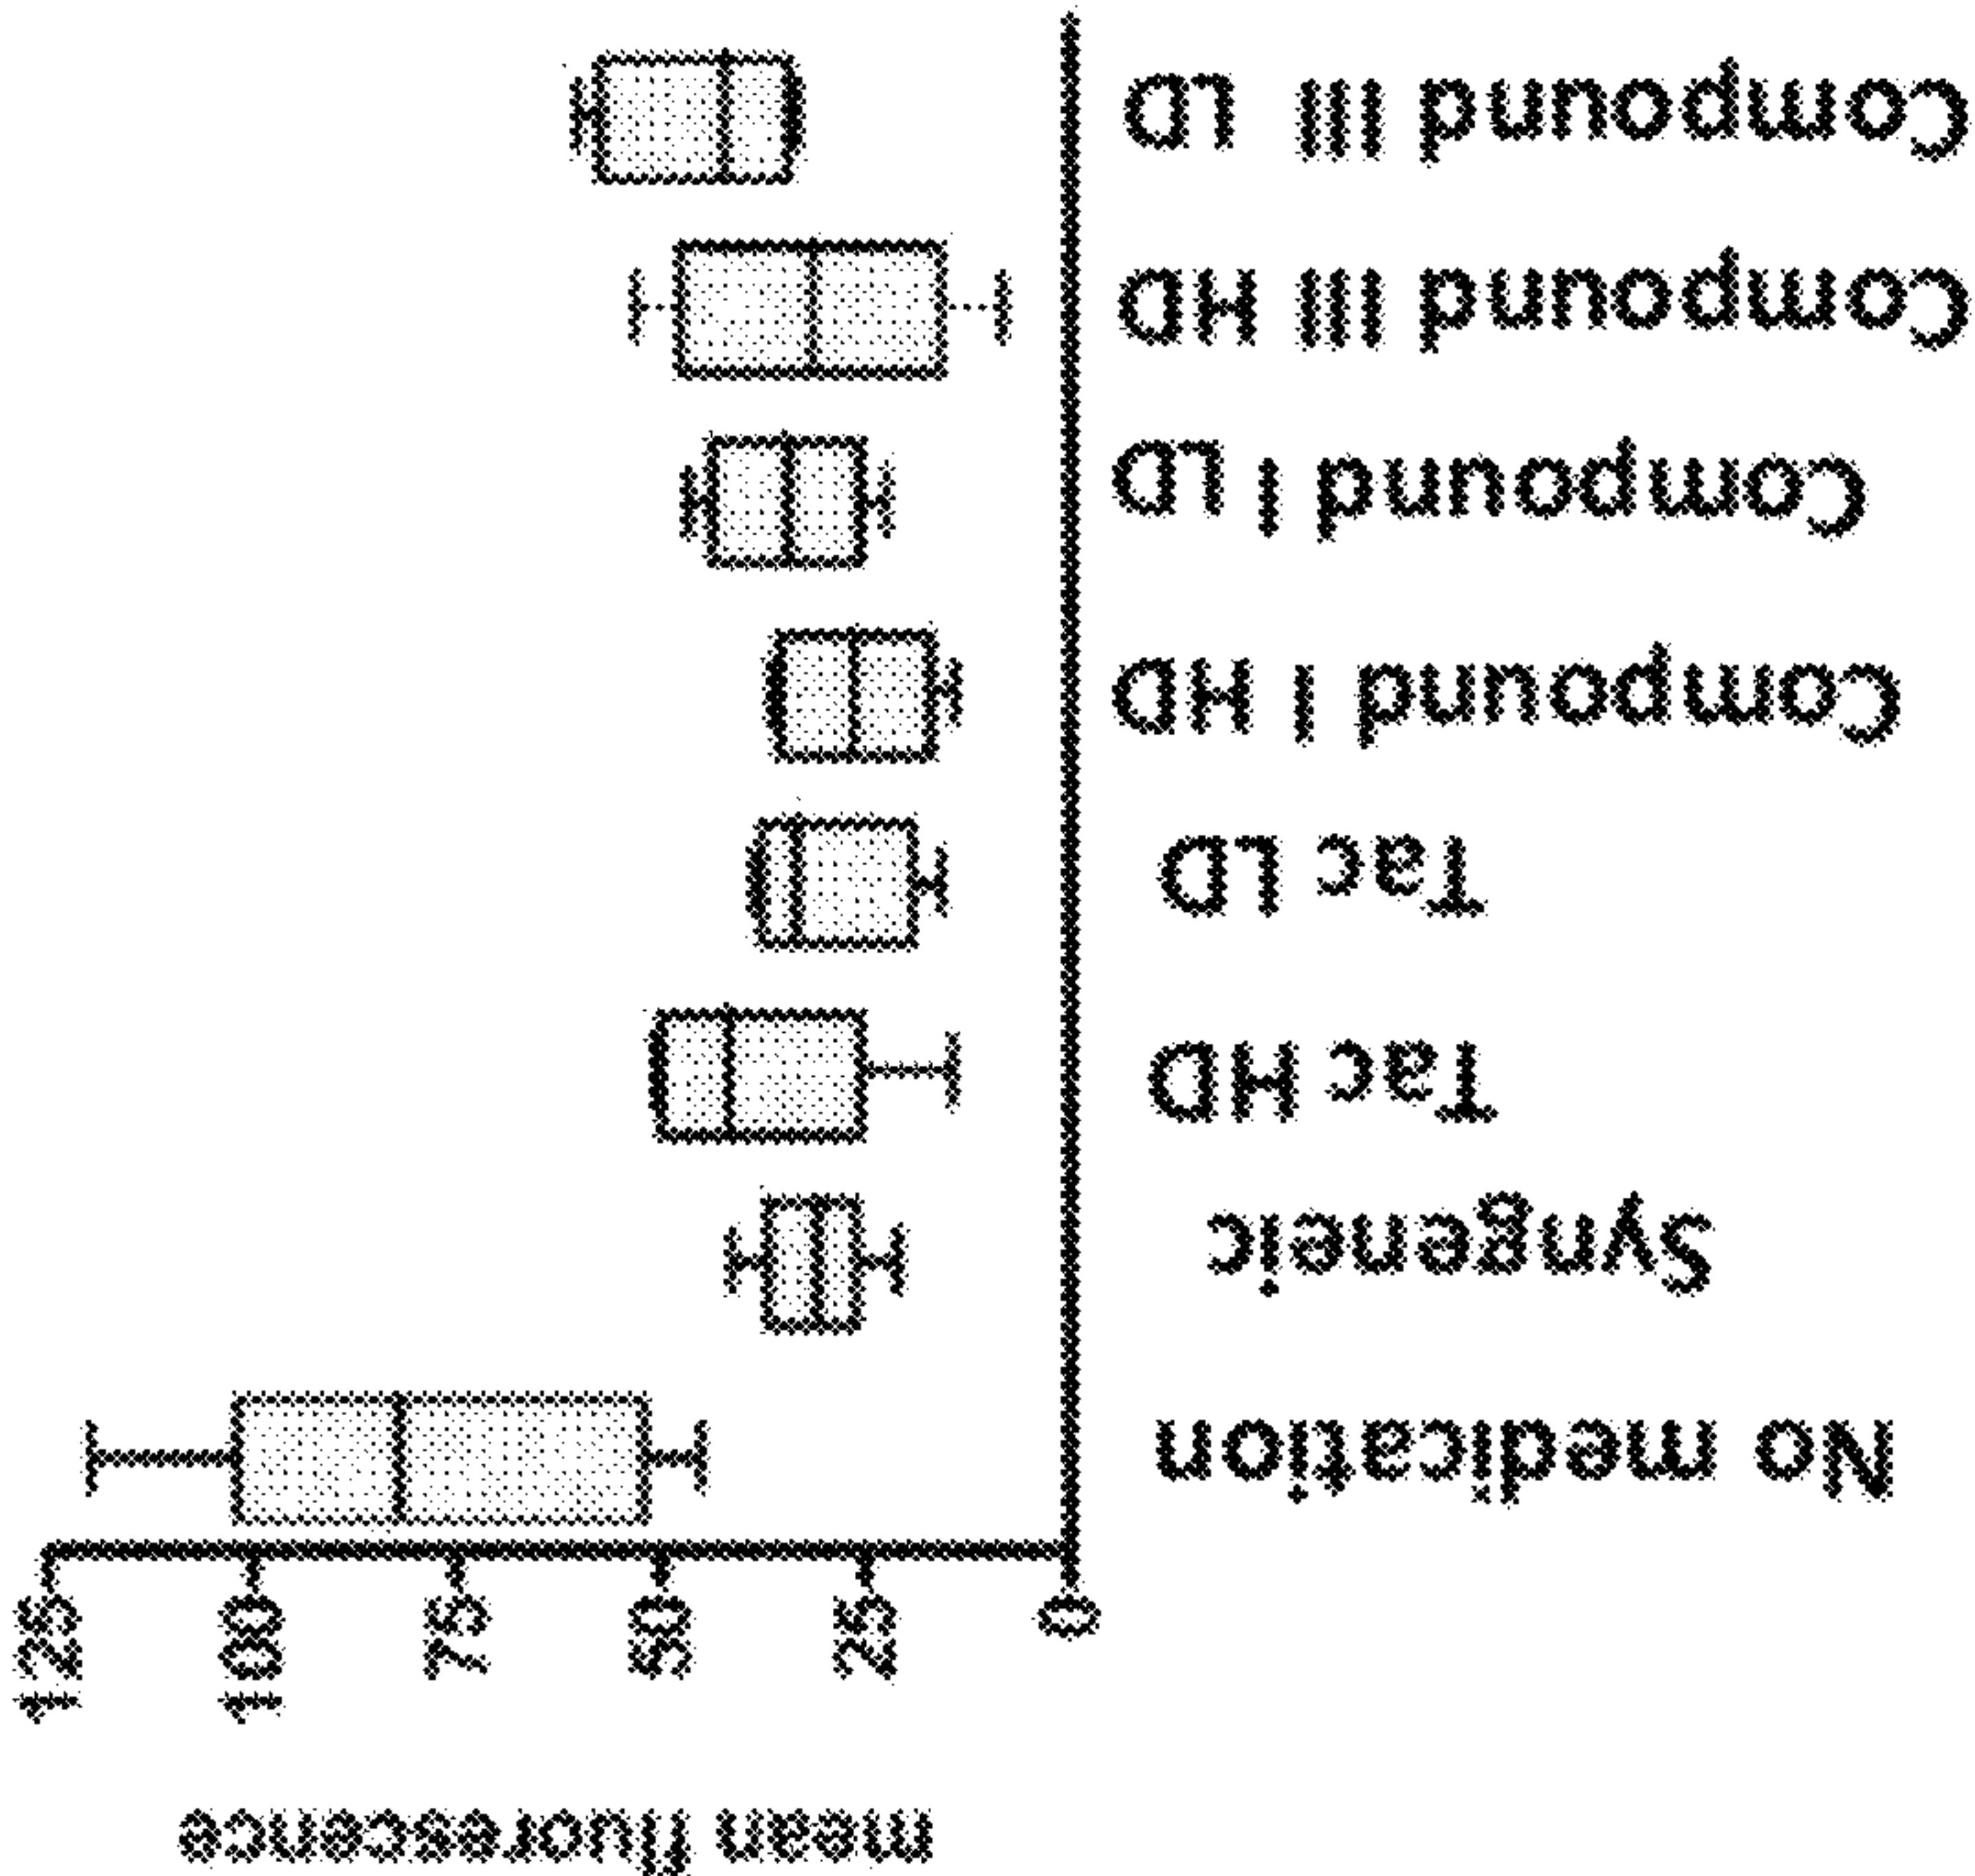 mean fluorescence
0
25
50
75
100
125
No medication
Syngeneic
Tac HD
Tac LD
Compound I HD
Compound I LD
Compound III HD
Compound III LD